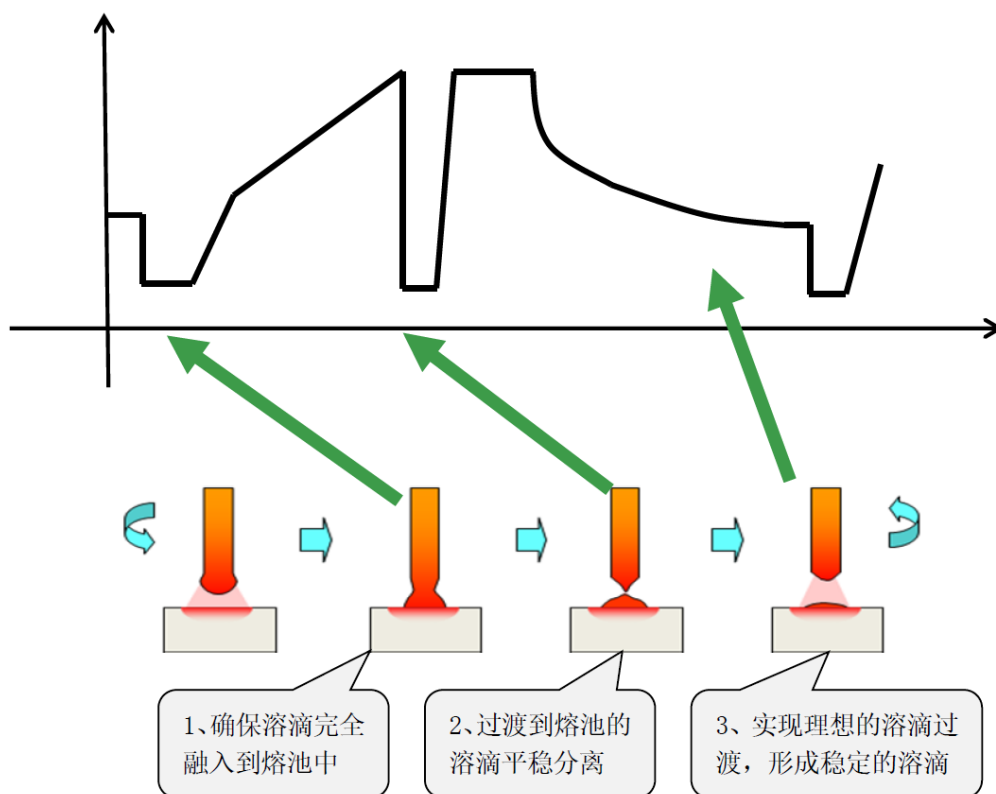 1、确保溶滴完全
融入到熔池中
2、过渡到熔池的
溶滴平稳分离
3、实现理想的溶滴过
渡，形成稳定的溶滴